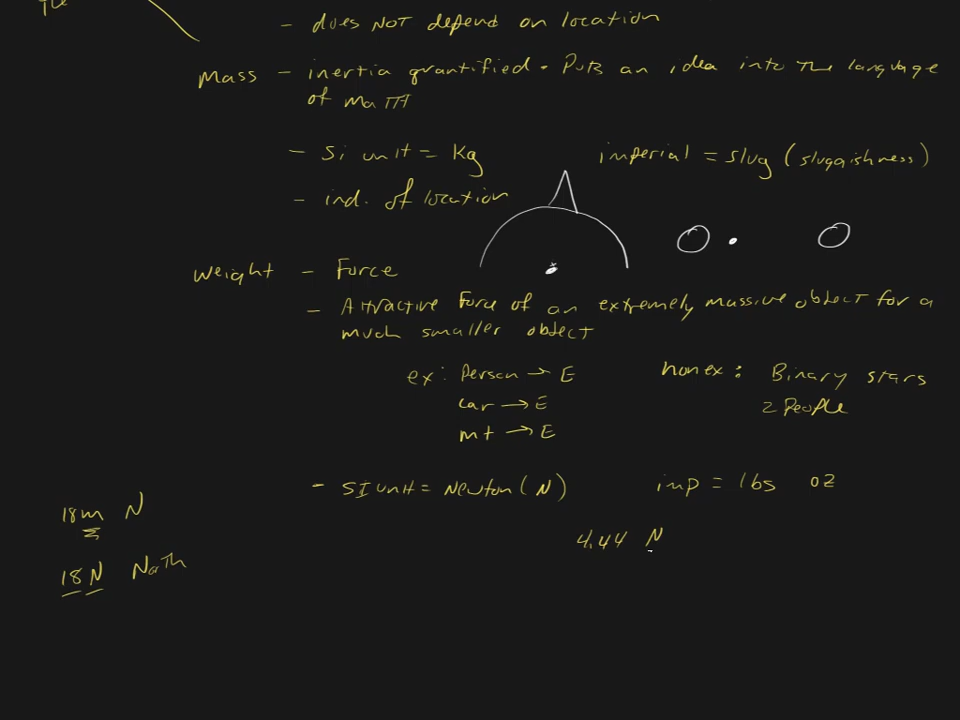 The
- does NOT depend on location
Mass - inertia quantified. Puts an idea into the language
of maTH
- Si unit = Kg imperial = slug (sluggishness)
- ind. of location
weight - Force
- Attractive Force of an extremely massive object for a
much smaller object
ex: Person → E nonex: Binary stars
car → E 2 People
mt → E
- SI unit = Newton (N) imp = lbs oz
18m N
4.44 N
18N North